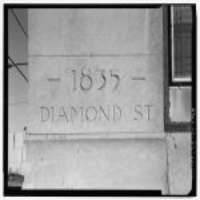 - 1835 -
DIAMOND ST.